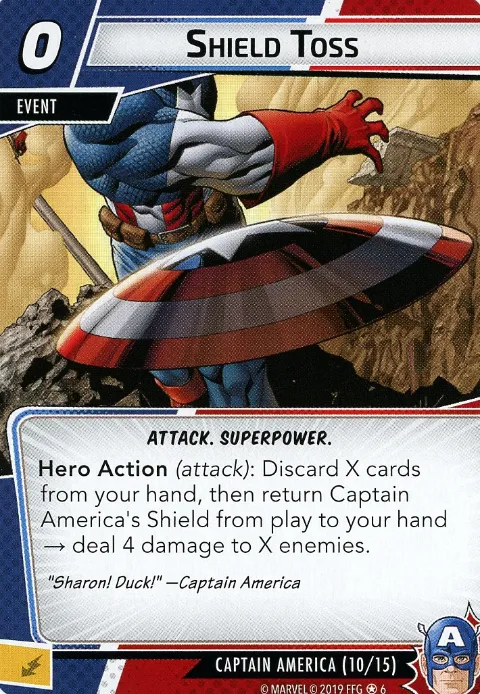 0
SHIELD TOSS
EVENT
ATTACK. SUPERPOWER.
Hero Action (attack): Discard X cards
from your hand, then return Captain
America's Shield from play to your hand
→ deal 4 damage to X enemies.
"Sharon! Duck!" —Captain America
CAPTAIN AMERICA (10/15)
A
© MARVEL © 2019 FFG ✪ 6